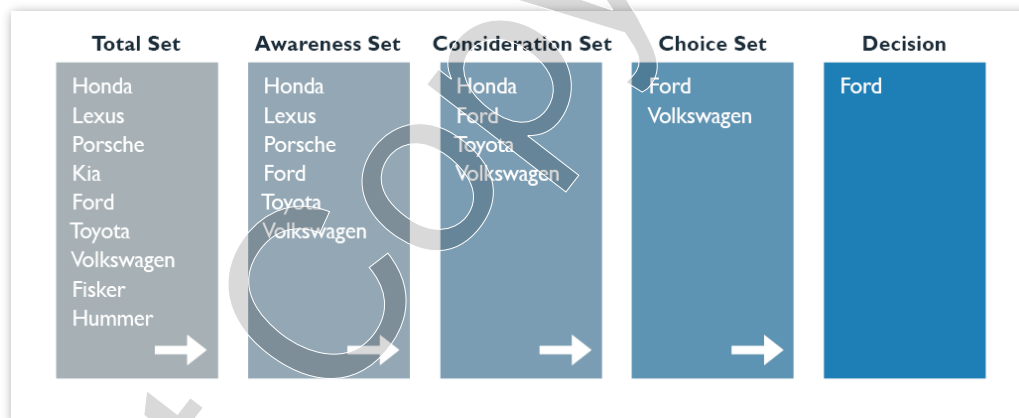 Total Set
Honda
Lexus
Porsche
Kia
Ford
Toyota
Volkswagen
Fisker
Hummer
Awareness Set
Honda
Lexus
Porsche
Ford
Toyota
Volkswagen
Consideration Set
Honda
Ford
Toyota
Volkswagen
Choice Set
Ford
Volkswagen
Decision
Ford
Copy